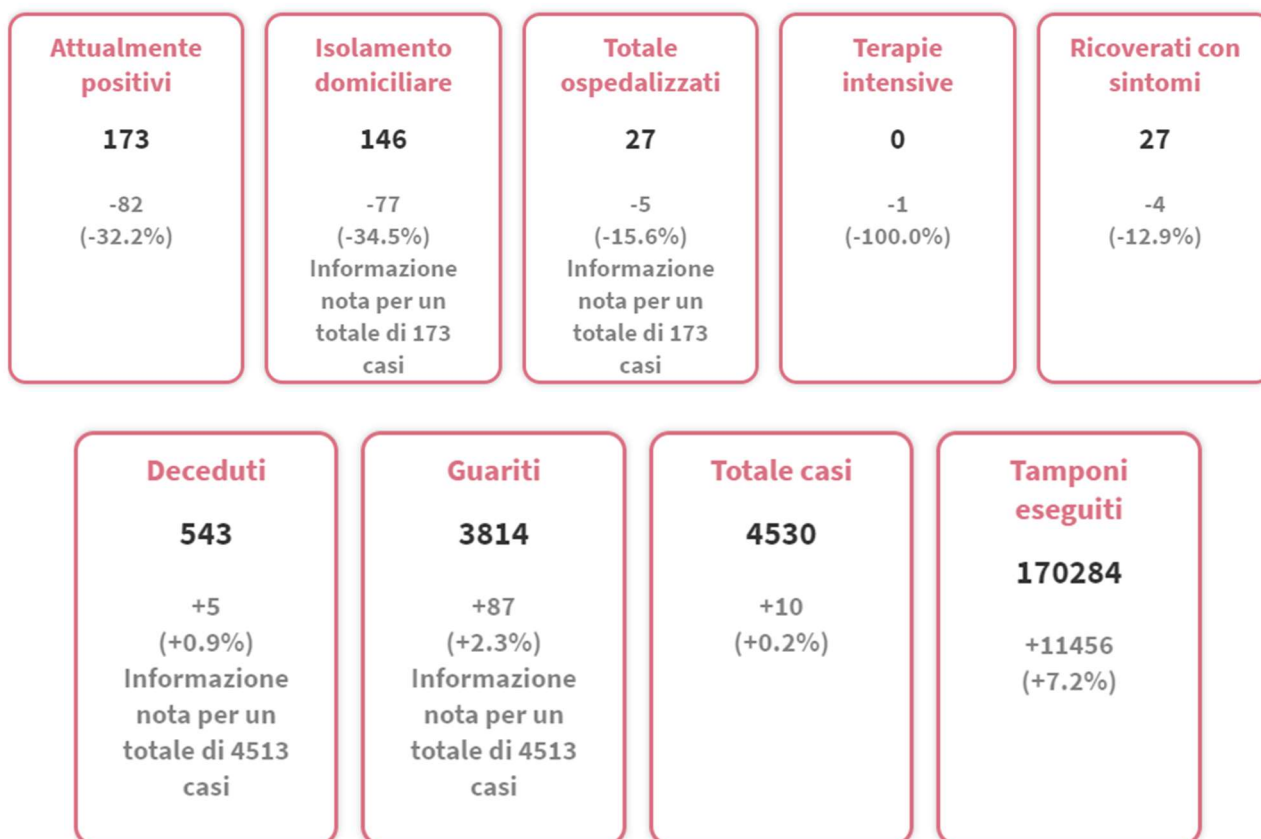 Attualmente
positivi
173
-82
(-32.2%)
Isolamento
domiciliare
146
-77
(-34.5%)
Informazione
nota per un
totale di 173
casi
Totale
ospedalizzati
27
-5
(-15.6%)
Informazione
nota per un
totale di 173
casi
Terapie
intensive
0
-1
(-100.0%)
Ricoverati con
sintomi
27
-4
(-12.9%)
Deceduti
543
+5
(+0.9%)
Informazione
nota per un
totale di 4513
casi
Guariti
3814
+87
(+2.3%)
Informazione
nota per un
totale di 4513
casi
Totale casi
4530
+10
(+0.2%)
Tamponi
eseguiti
170284
+11456
(+7.2%)